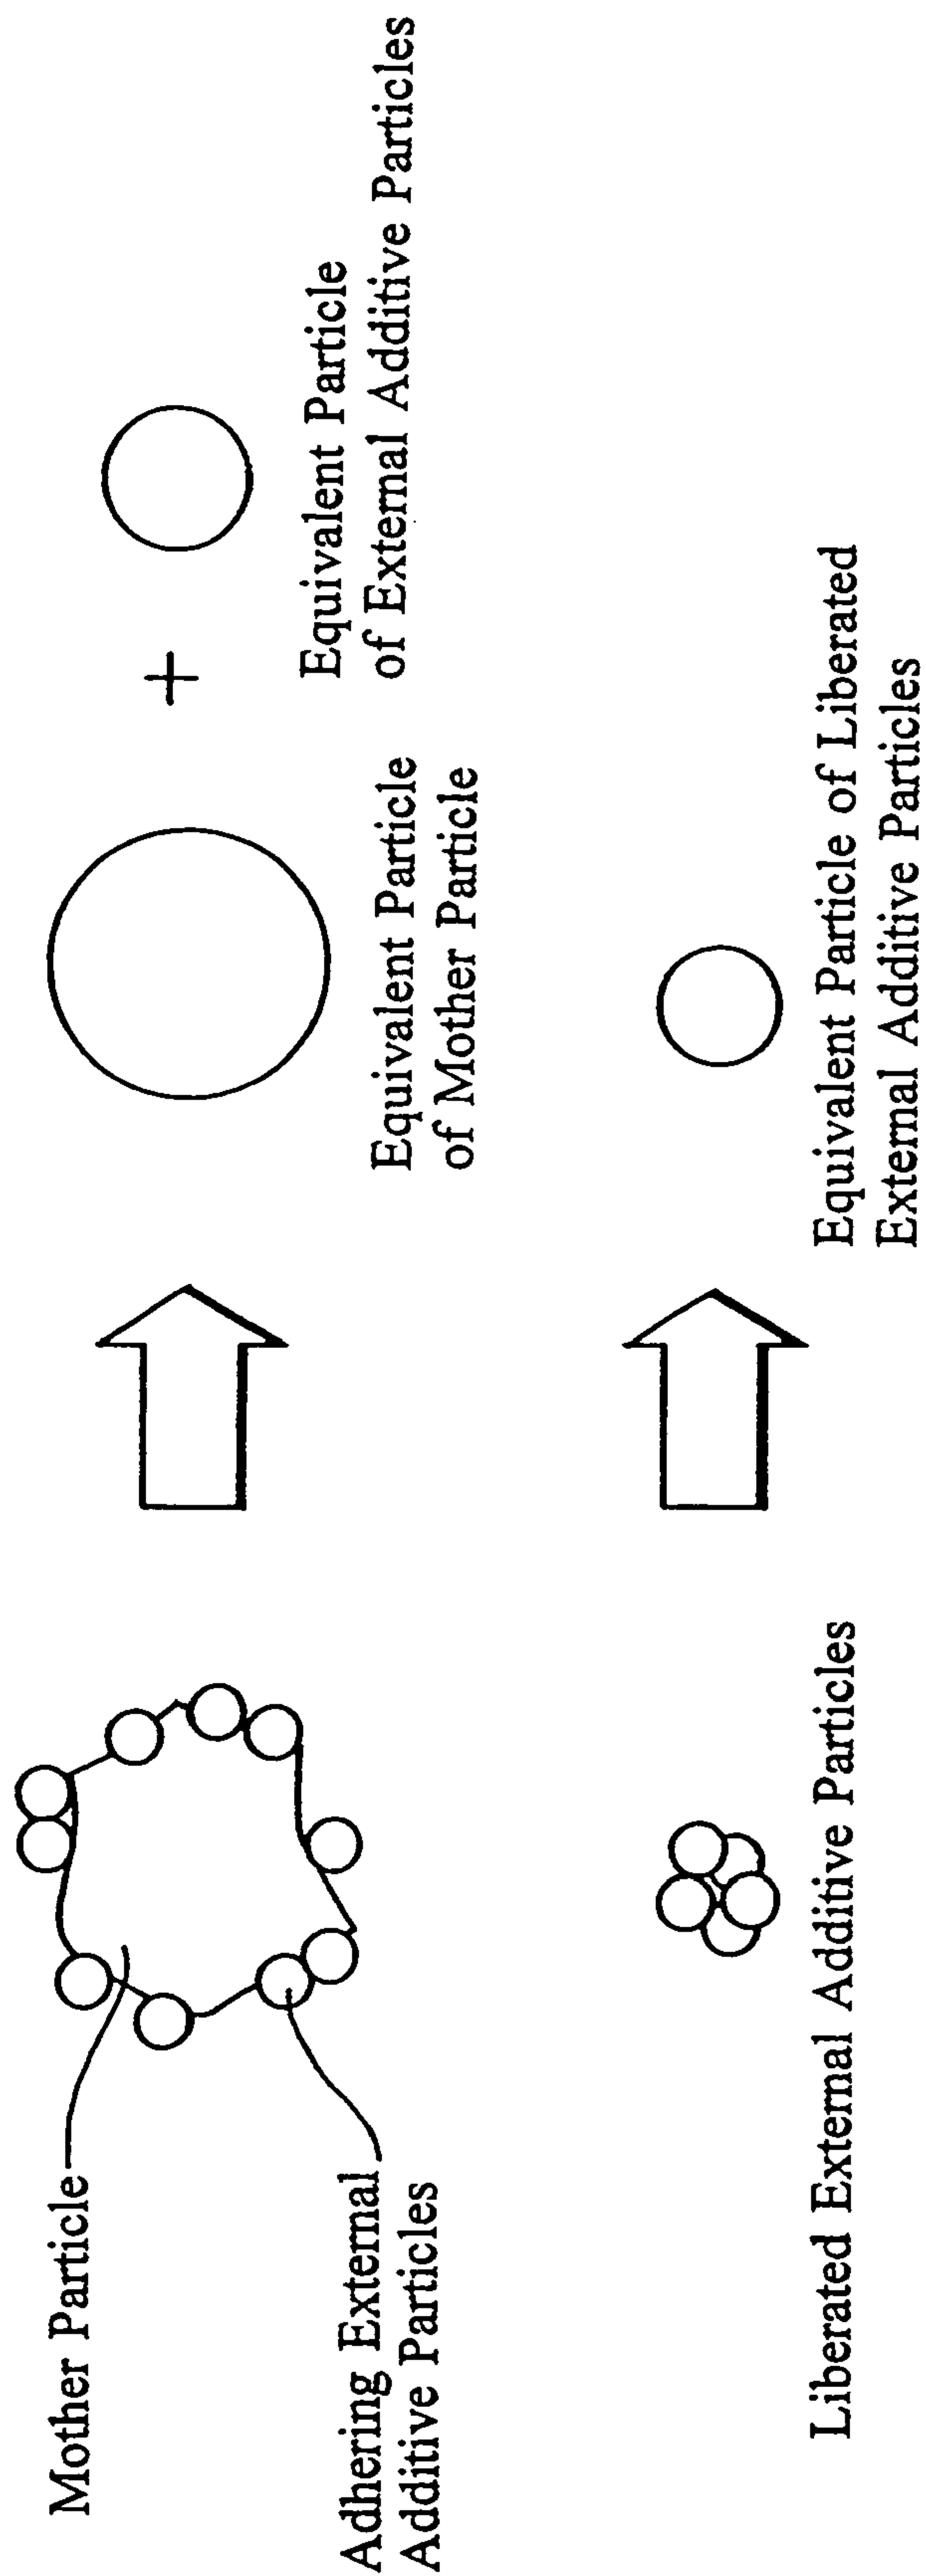 Mother Particle
Adhering External
Additive Particles
Equivalent Particle
of Mother Particle
+
Equivalent Particle
of External Additive Particles
Liberated External Additive Particles
Equivalent Particle of Liberated
External Additive Particles